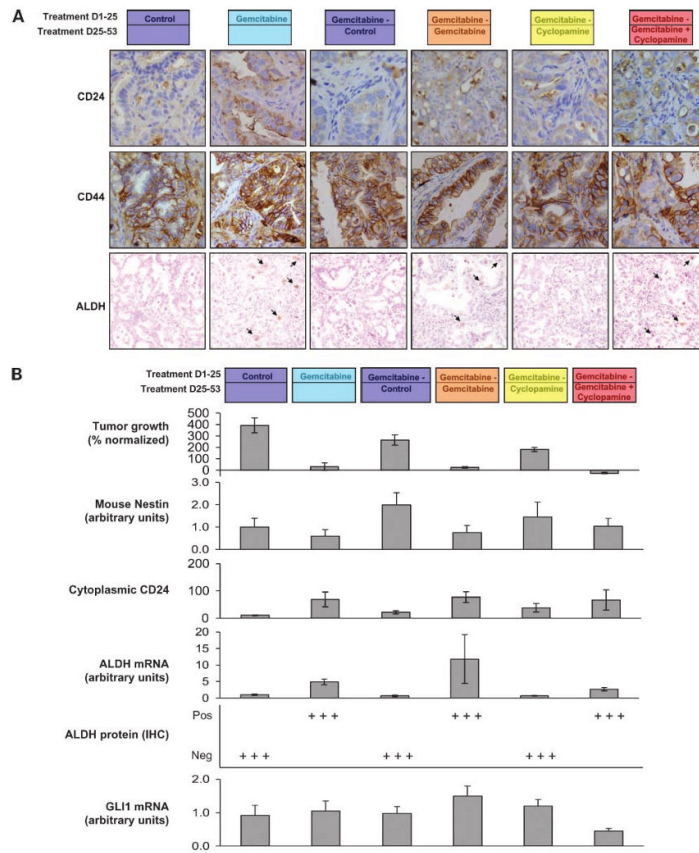 A
Treatment D1-25
Treatment D25-53
Control
Gemcitabine
Gemcitabine -
Control
Gemcitabine -
Gemcitabine
Gemcitabine -
Cyclopamine
Gemcitabine -
Gemcitabine +
Cyclopamine
CD24
CD44
ALDH
B
Treatment D1-25
Treatment D25-53
Control
Gemcitabine
Gemcitabine -
Control
Gemcitabine -
Gemcitabine
Gemcitabine -
Cyclopamine
Gemcitabine -
Gemcitabine +
Cyclopamine
Tumor growth
(% normalized)
500
400
300
200
100
0
Mouse Nestin
(arbitrary units)
3.0
2.0
1.0
0.0
Cytoplasmic CD24
200
100
0
ALDH mRNA
(arbitrary units)
20
15
10
5
0
ALDH protein (IHC)
Pos
+ + +
+ + +
+ + +
Neg
+ + +
+ + +
+ + +
GLI1 mRNA
(arbitrary units)
2.0
1.0
0.0